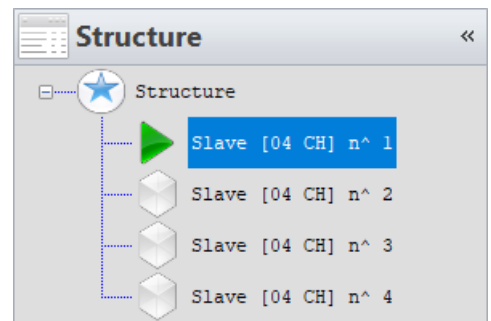 Structure «
Structure
Slave [04 CH] n^ 1
Slave [04 CH] n^ 2
Slave [04 CH] n^ 3
Slave [04 CH] n^ 4